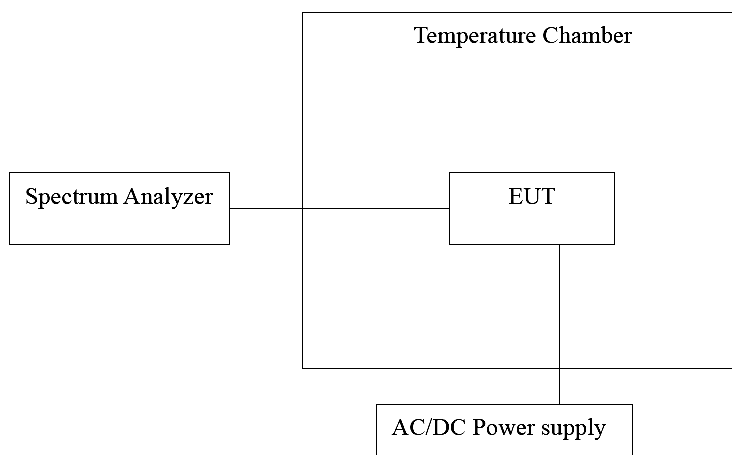 Temperature Chamber
Spectrum Analyzer
EUT
AC/DC Power supply